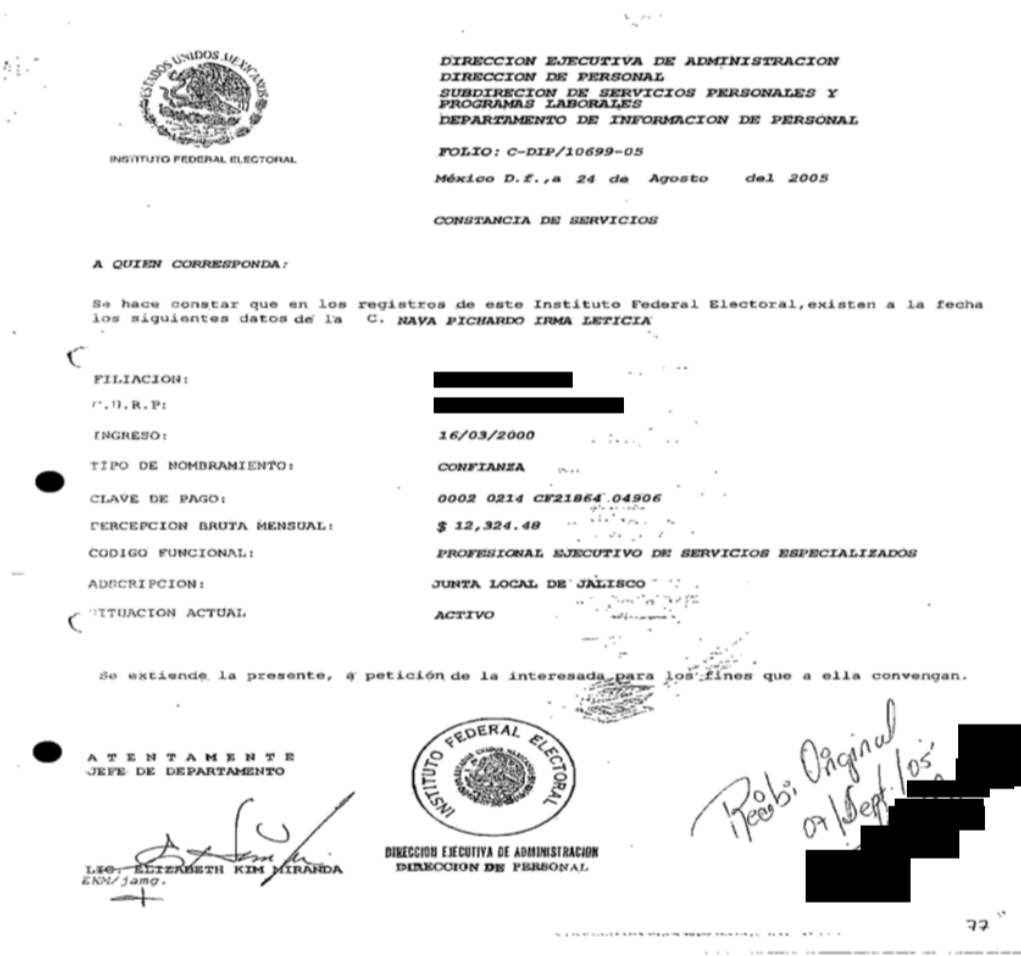 ESTADOS UNIDOS MEXICANOS
INSTITUTO FEDERAL ELECTORAL
DIRECCION EJECUTIVA DE ADMINISTRACION
DIRECCION DE PERSONAL
SUBDIRECION DE SERVICIOS PERSONALES Y
PROGRAMAS LABORALES
DEPARTAMENTO DE INFORMACION DE PERSONAL
FOLIO: C-DIP/10699-05
México D.f.,a 24 de Agosto del 2005
CONSTANCIA DE SERVICIOS
A QUIEN CORRESPONDA:
Se hace constar que en los registros de este Instituto Federal Electoral,existen a la fecha
los siguientes datos de la C. NAVA PICHARDO IRMA LETICIA
FILIACION:
C.U.R.P:
INGRESO: 16/03/2000
TIPO DE NOMBRAMIENTO: CONFIANZA
CLAVE DE PAGO: 0002 0214 CF21864 04906
PERCEPCION BRUTA MENSUAL: $ 12,324.48
CODIGO FUNCIONAL: PROFESIONAL EJECUTIVO DE SERVICIOS ESPECIALIZADOS
ADSCRIPCION: JUNTA LOCAL DE JALISCO
SITUACION ACTUAL ACTIVO
Se extiende la presente, a petición de la interesada para los fines que a ella convengan.
A T E N T A M E N T E
JEFE DE DEPARTAMENTO
INSTITUTO FEDERAL ELECTORAL
DIRECCION EJECUTIVA DE ADMINISTRACION
DIRECCION DE PERSONAL
Recibí Original
07/Sept./05
LIC. ELIZABETH KIM MIRANDA
EKM/jamg.
77